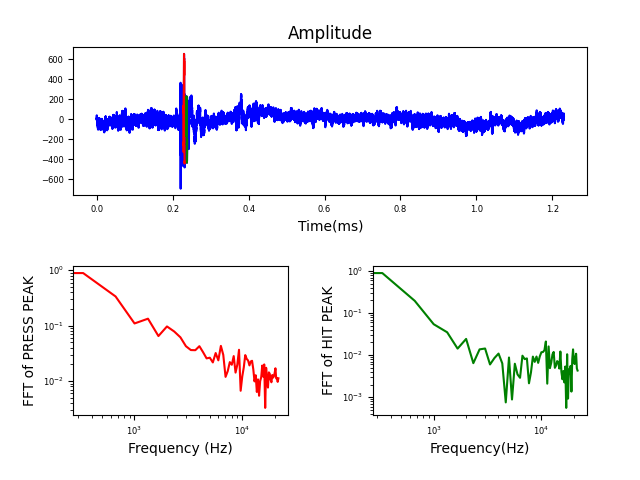 Amplitude
600
400
200
0
−200
−400
−600
0.0 0.2 0.4 0.6 0.8 1.0 1.2
Time(ms)
FFT of PRESS PEAK
10⁰
10⁻¹
10⁻²
10³ 10⁴
Frequency (Hz)
FFT of HIT PEAK
10⁰
10⁻¹
10⁻²
10⁻³
10³ 10⁴
Frequency(Hz)